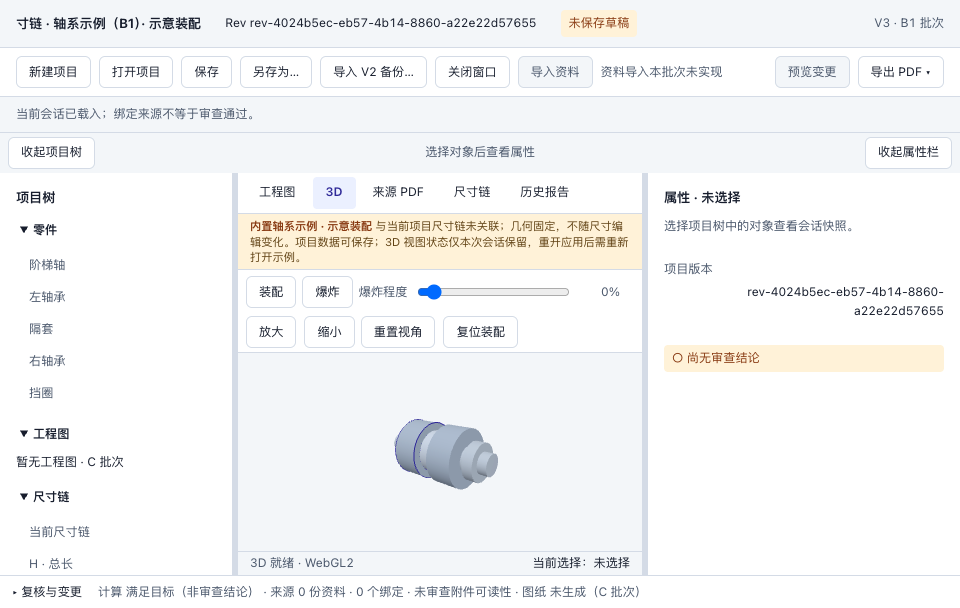 寸链 · 轴系示例（B1）· 示意装配 Rev rev-4024b5ec-eb57-4b14-8860-a22e22d57655 未保存草稿 V3 · B1 批次
新建项目 打开项目 保存 另存为… 导入 V2 备份… 关闭窗口 导入资料 资料导入本批次未实现 预览变更 导出 PDF ▾
当前会话已载入；绑定来源不等于审查通过。
收起项目树 选择对象后查看属性 收起属性栏
项目树
▼ 零件
阶梯轴
左轴承
隔套
右轴承
挡圈
▼ 工程图
暂无工程图 · C 批次
▼ 尺寸链
当前尺寸链
H · 总长
工程图 3D 来源 PDF 尺寸链 历史报告
内置轴系示例 · 示意装配 与当前项目尺寸链未关联；几何固定，不随尺寸编
辑变化。项目数据可保存；3D 视图状态仅本次会话保留，重开应用后需重新
打开示例。
装配 爆炸 爆炸程度 0%
放大 缩小 重置视角 复位装配
3D 就绪 · WebGL2 当前选择：未选择
属性 · 未选择
选择项目树中的对象查看会话快照。
项目版本
rev-4024b5ec-eb57-4b14-8860-
a22e22d57655
○ 尚无审查结论
▸ 复核与变更 计算 满足目标（非审查结论） · 来源 0 份资料 · 0 个绑定 · 未审查附件可读性 · 图纸 未生成（C 批次）